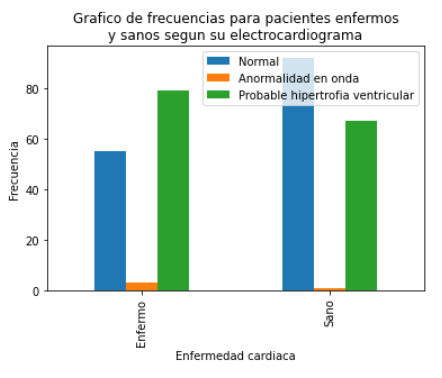 Grafico de frecuencias para pacientes enfermos
y sanos segun su electrocardiograma
Normal
Anormalidad en onda
Probable hipertrofia ventricular
80
60
40
20
0
Frecuencia
Enfermo
Sano
Enfermedad cardiaca